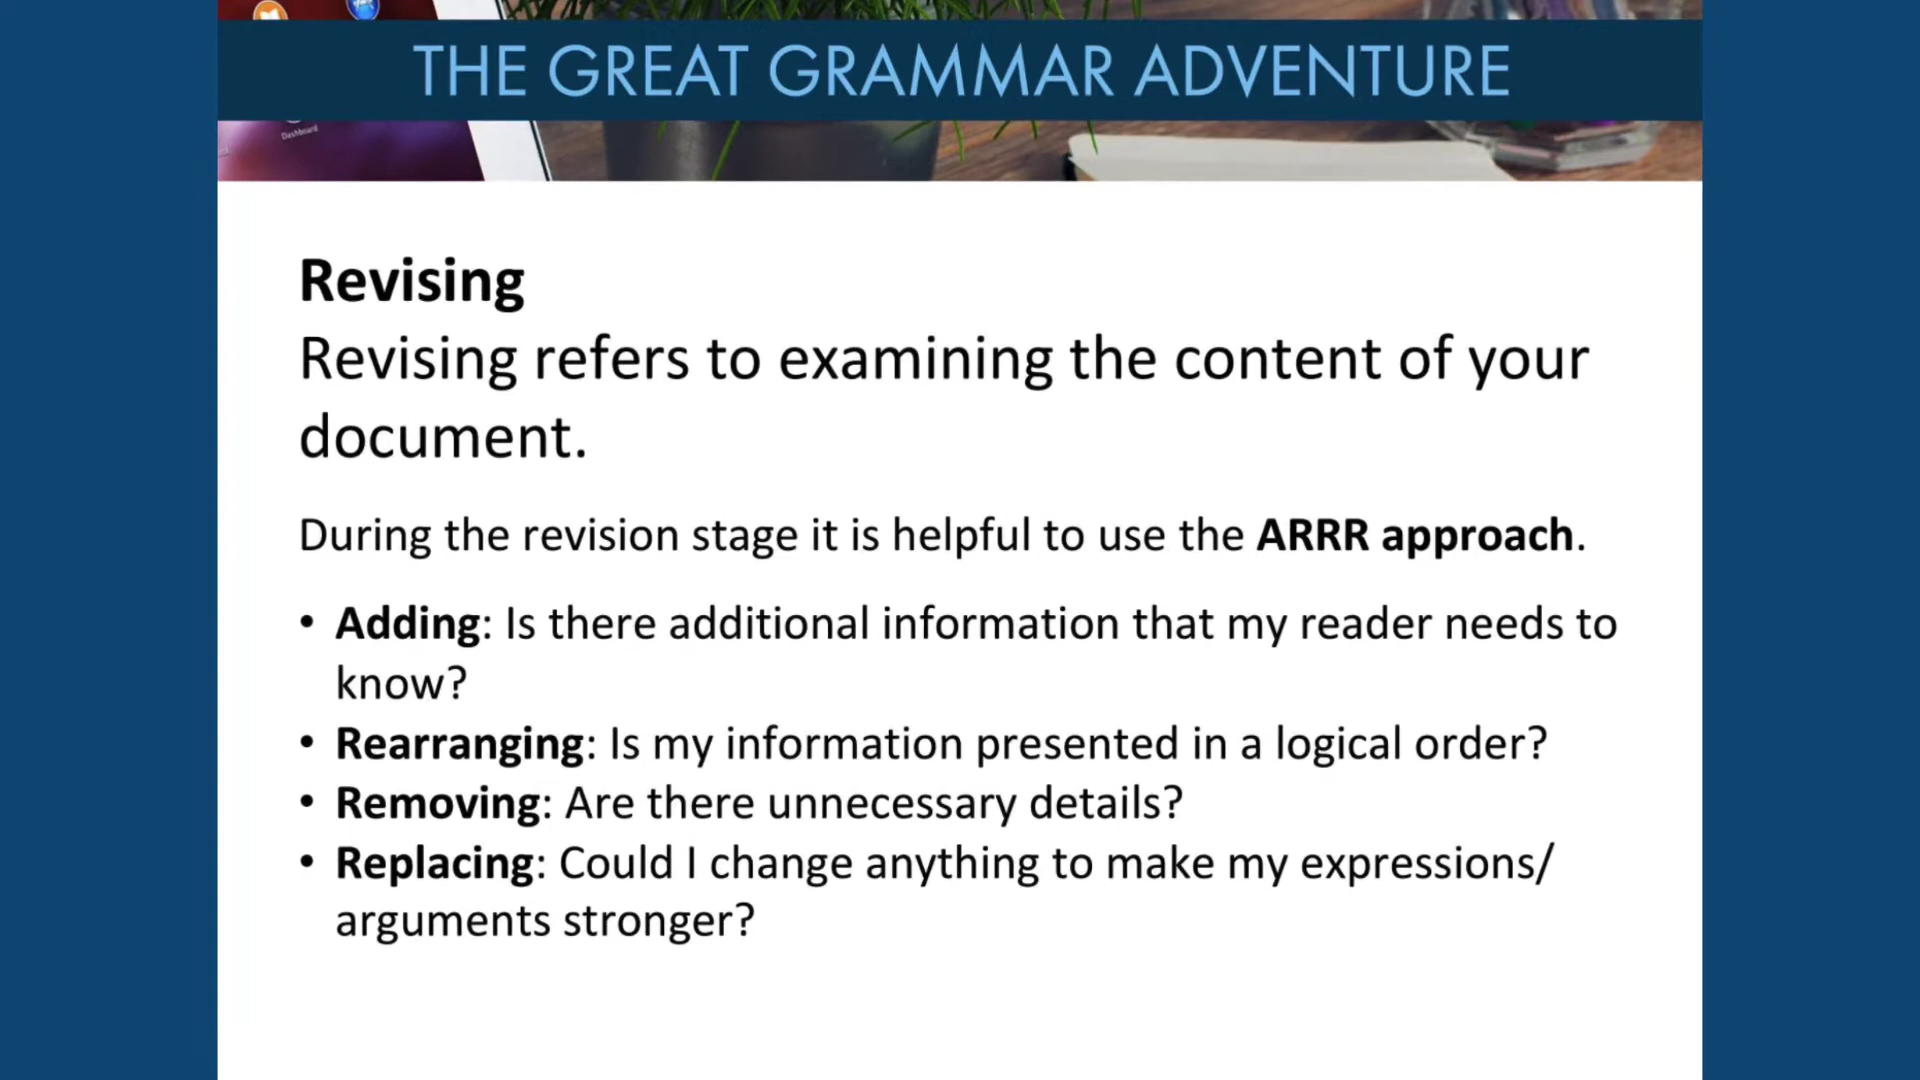 THE GREAT GRAMMAR ADVENTURE
Dashboard
Revising
Revising refers to examining the content of your
document.
During the revision stage it is helpful to use the ARRR approach.
• Adding: Is there additional information that my reader needs to
know?
• Rearranging: Is my information presented in a logical order?
• Removing: Are there unnecessary details?
• Replacing: Could I change anything to make my expressions/
arguments stronger?